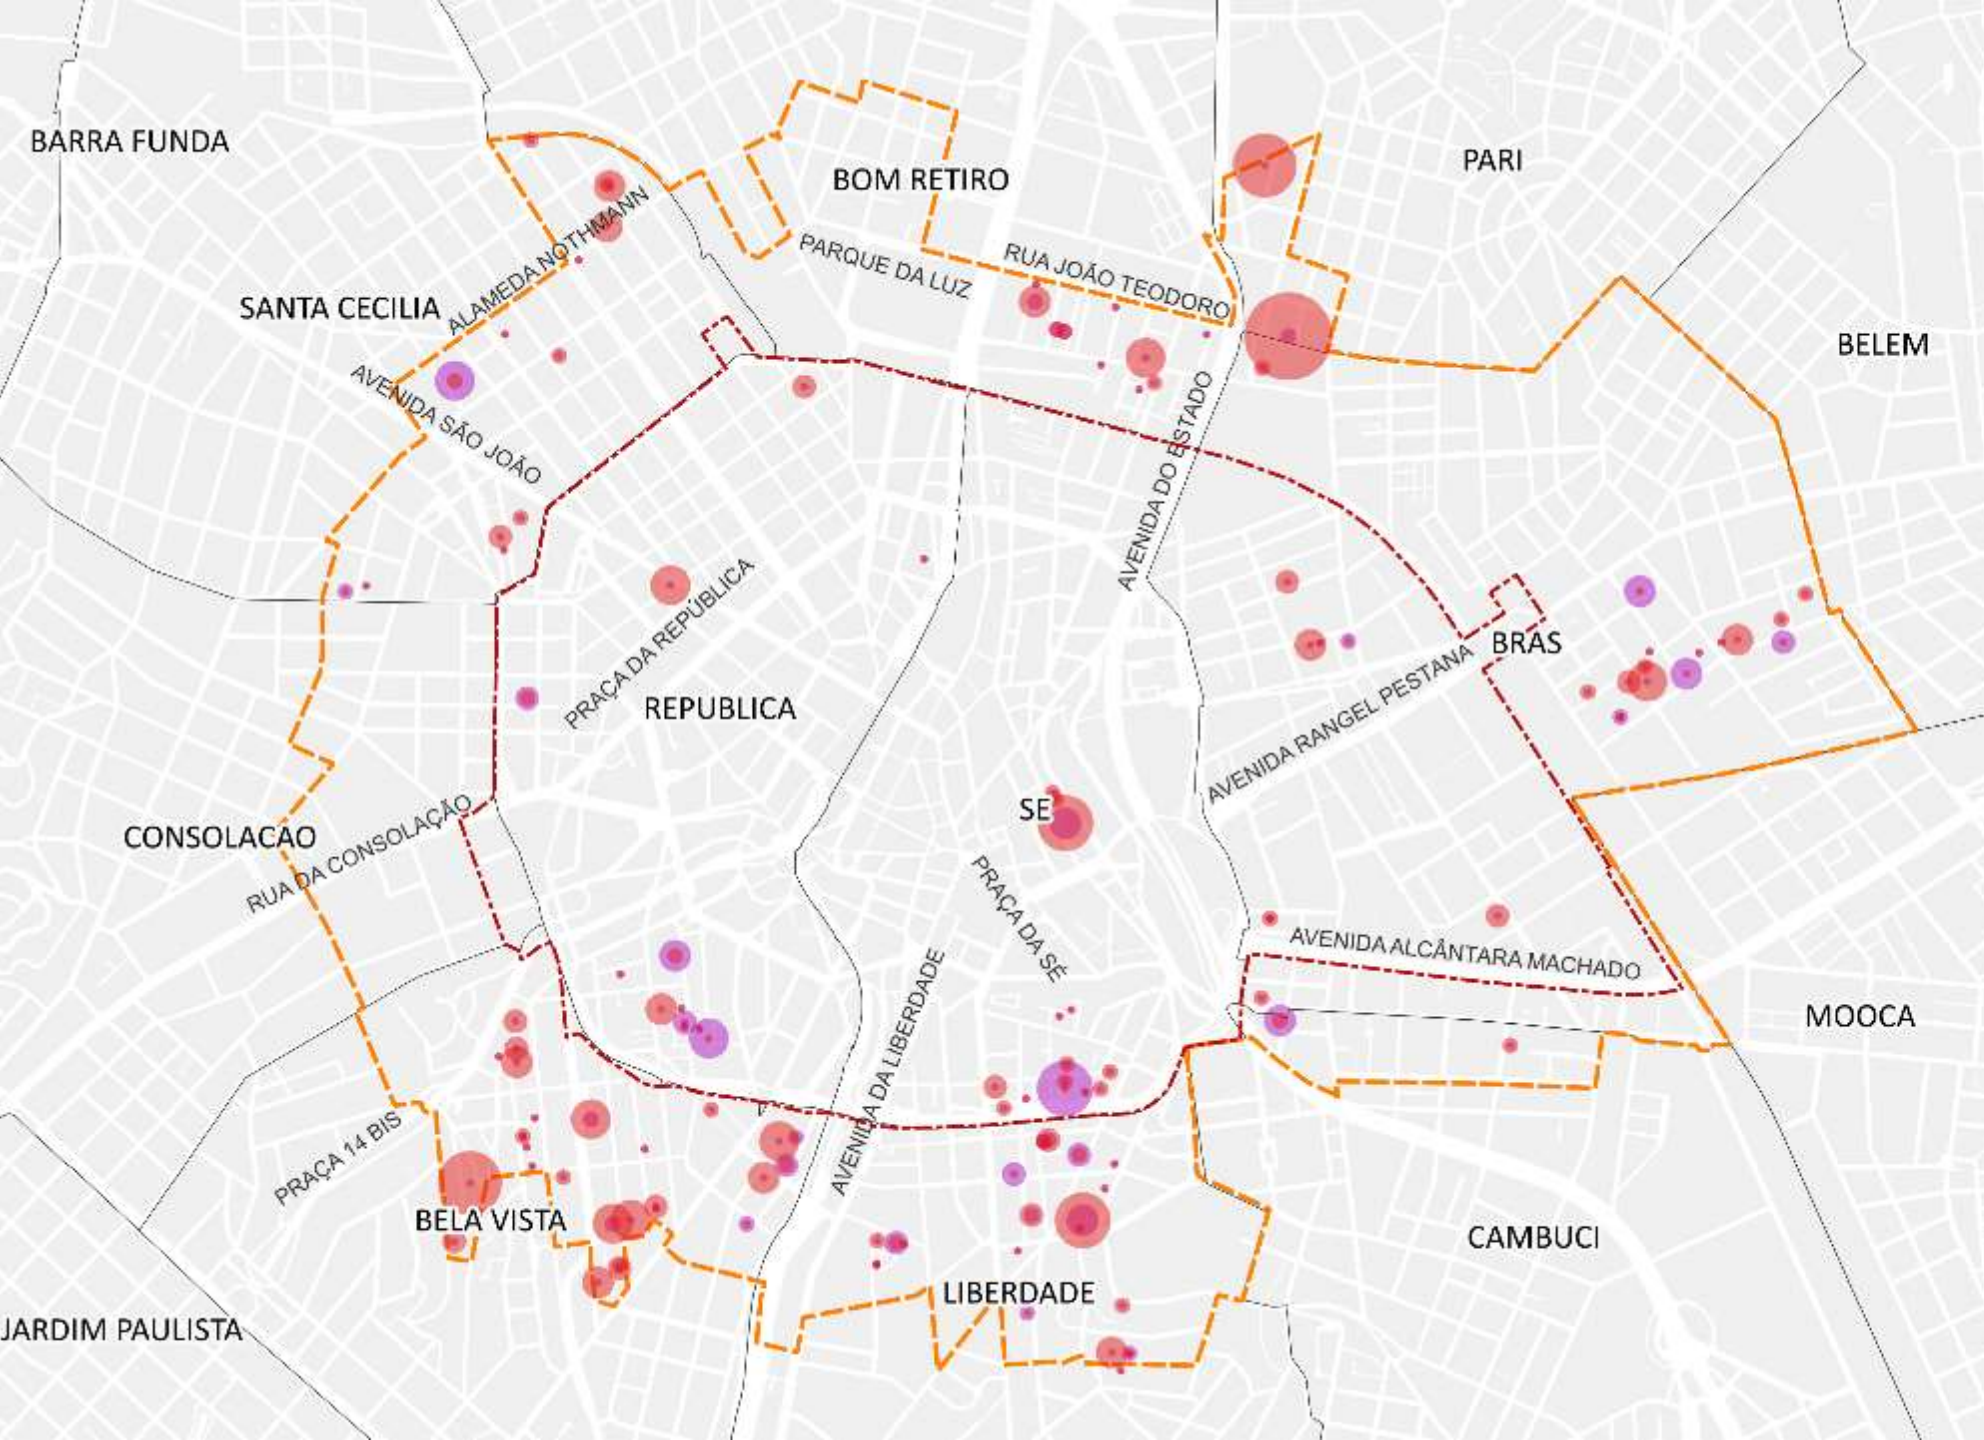 BARRA FUNDA
BOM RETIRO
PARI
ALAMEDA NOTHMANN
PARQUE DA LUZ
RUA JOÃO TEODORO
SANTA CECILIA
BELEM
AVENIDA SÃO JOÃO
AVENIDA DO ESTADO
PRAÇA DA REPÚBLICA
BRAS
REPUBLICA
AVENIDA RANGEL PESTANA
SE
CONSOLACAO
RUA DA CONSOLAÇÃO
PRAÇA DA SÉ
AVENIDA ALCÂNTARA MACHADO
MOOCA
AVENIDA DA LIBERDADE
PRAÇA 14 BIS
BELA VISTA
CAMBUCI
LIBERDADE
JARDIM PAULISTA